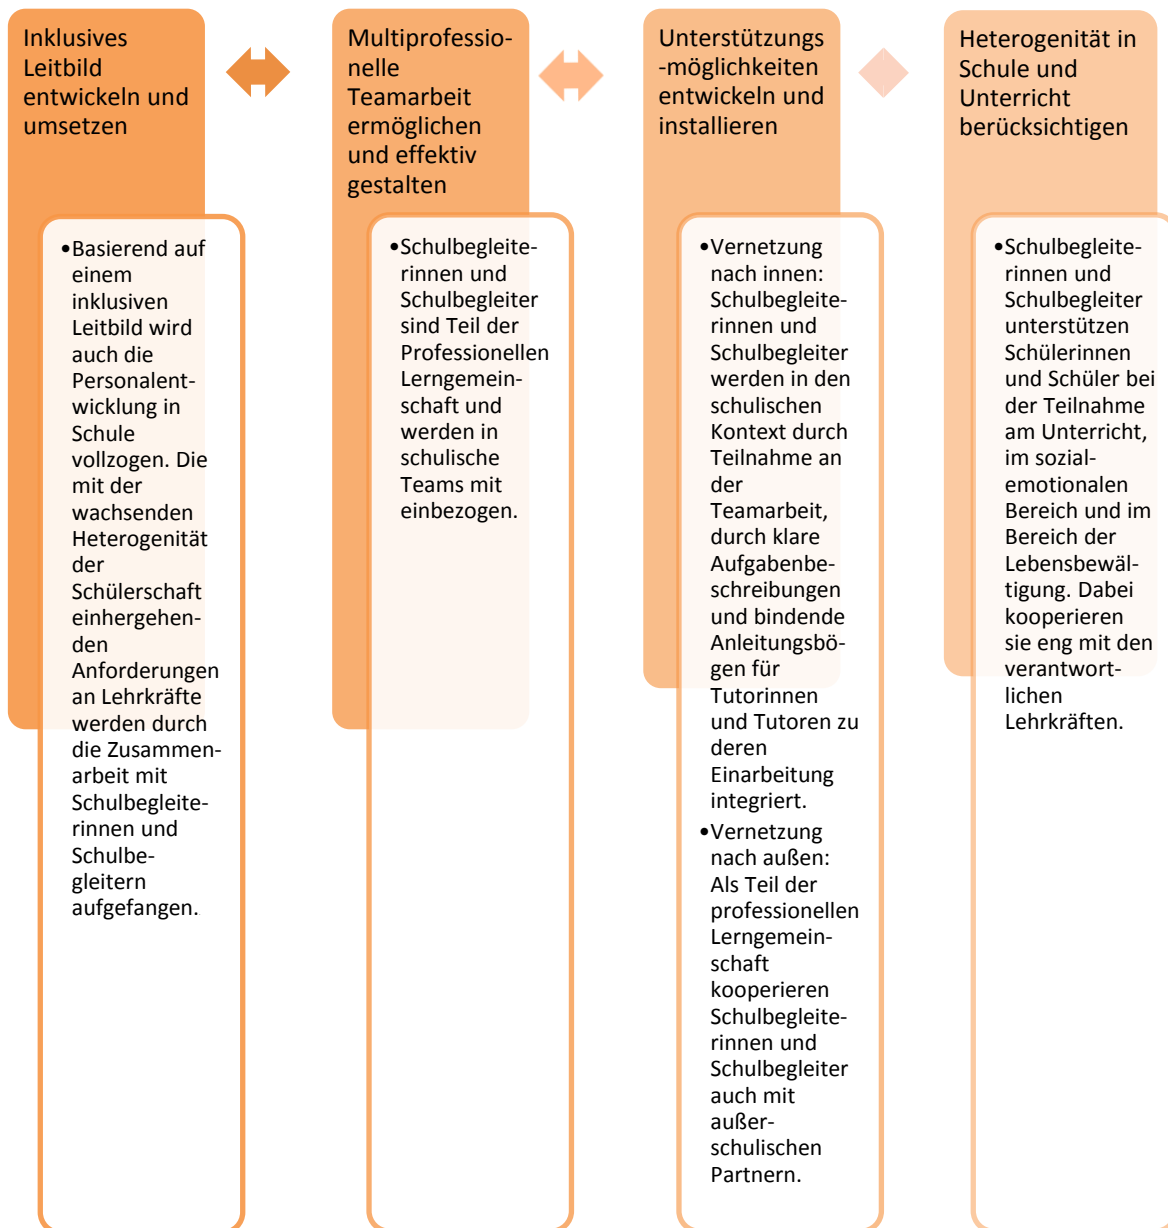 Inklusives
Leitbild
entwickeln und
umsetzen
Multiprofessio-
nelle
Teamarbeit
ermöglichen
und effektiv
gestalten
Unterstützungs
-möglichkeiten
entwickeln und
installieren
Heterogenität in
Schule und
Unterricht
berücksichtigen
•Basierend auf
einem
inklusiven
Leitbild wird
auch die
Personalent-
wicklung in
Schule
vollzogen. Die
mit der
wachsenden
Heterogenität
der
Schülerschaft
einhergehen-
den
Anforderungen
an Lehrkräfte
werden durch
die Zusammen-
arbeit mit
Schulbegleite-
rinnen und
Schulbe-
gleitern
aufgefangen.
•Schulbegleite-
rinnen und
Schulbegleiter
sind Teil der
Professionellen
Lerngemein-
schaft und
werden in
schulische
Teams mit
einbezogen.
•Vernetzung
nach innen:
Schulbegleite-
rinnen und
Schulbegleiter
werden in den
schulischen
Kontext durch
Teilnahme an
der
Teamarbeit,
durch klare
Aufgabenbe-
schreibungen
und bindende
Anleitungsbö-
gen für
Tutorinnen
und Tutoren zu
deren
Einarbeitung
integriert.
•Vernetzung
nach außen:
Als Teil der
professionellen
Lerngemein-
schaft
kooperieren
Schulbegleite-
rinnen und
Schulbegleiter
auch mit
außer-
schulischen
Partnern.
•Schulbegleite-
rinnen und
Schulbegleiter
unterstützen
Schülerinnen
und Schüler bei
der Teilnahme
am Unterricht,
im sozial-
emotionalen
Bereich und im
Bereich der
Lebensbewäl-
tigung. Dabei
kooperieren
sie eng mit den
verantwort-
lichen
Lehrkräften.